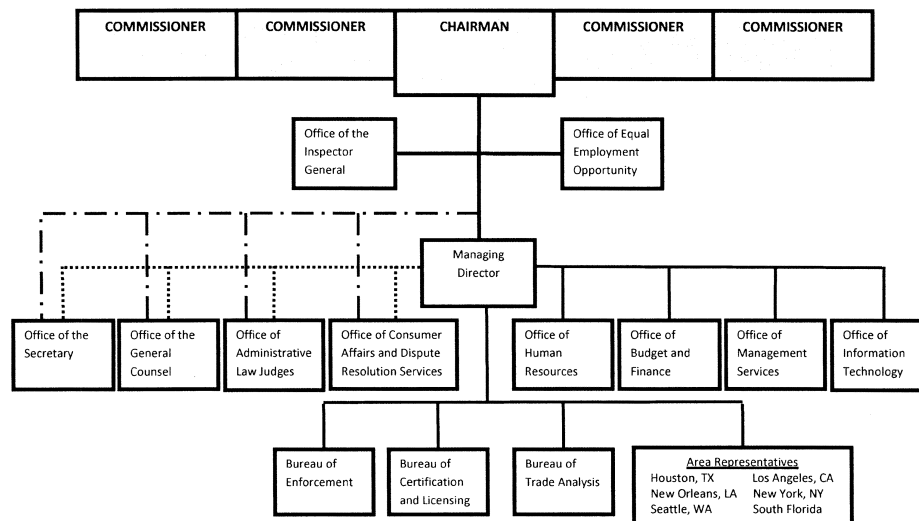 COMMISSIONER
COMMISSIONER
CHAIRMAN
COMMISSIONER
COMMISSIONER
Office of the
Inspector
General
Office of Equal
Employment
Opportunity
Managing
Director
Office of the
Secretary
Office of the
General
Counsel
Office of
Administrative
Law Judges
Office of Consumer
Affairs and Dispute
Resolution Services
Office of
Human
Resources
Office of
Budget and
Finance
Office of
Management
Services
Office of
Information
Technology
Bureau of
Enforcement
Bureau of
Certification
and Licensing
Bureau of
Trade Analysis
Area Representatives
Houston, TX Los Angeles, CA
New Orleans, LA New York, NY
Seattle, WA South Florida